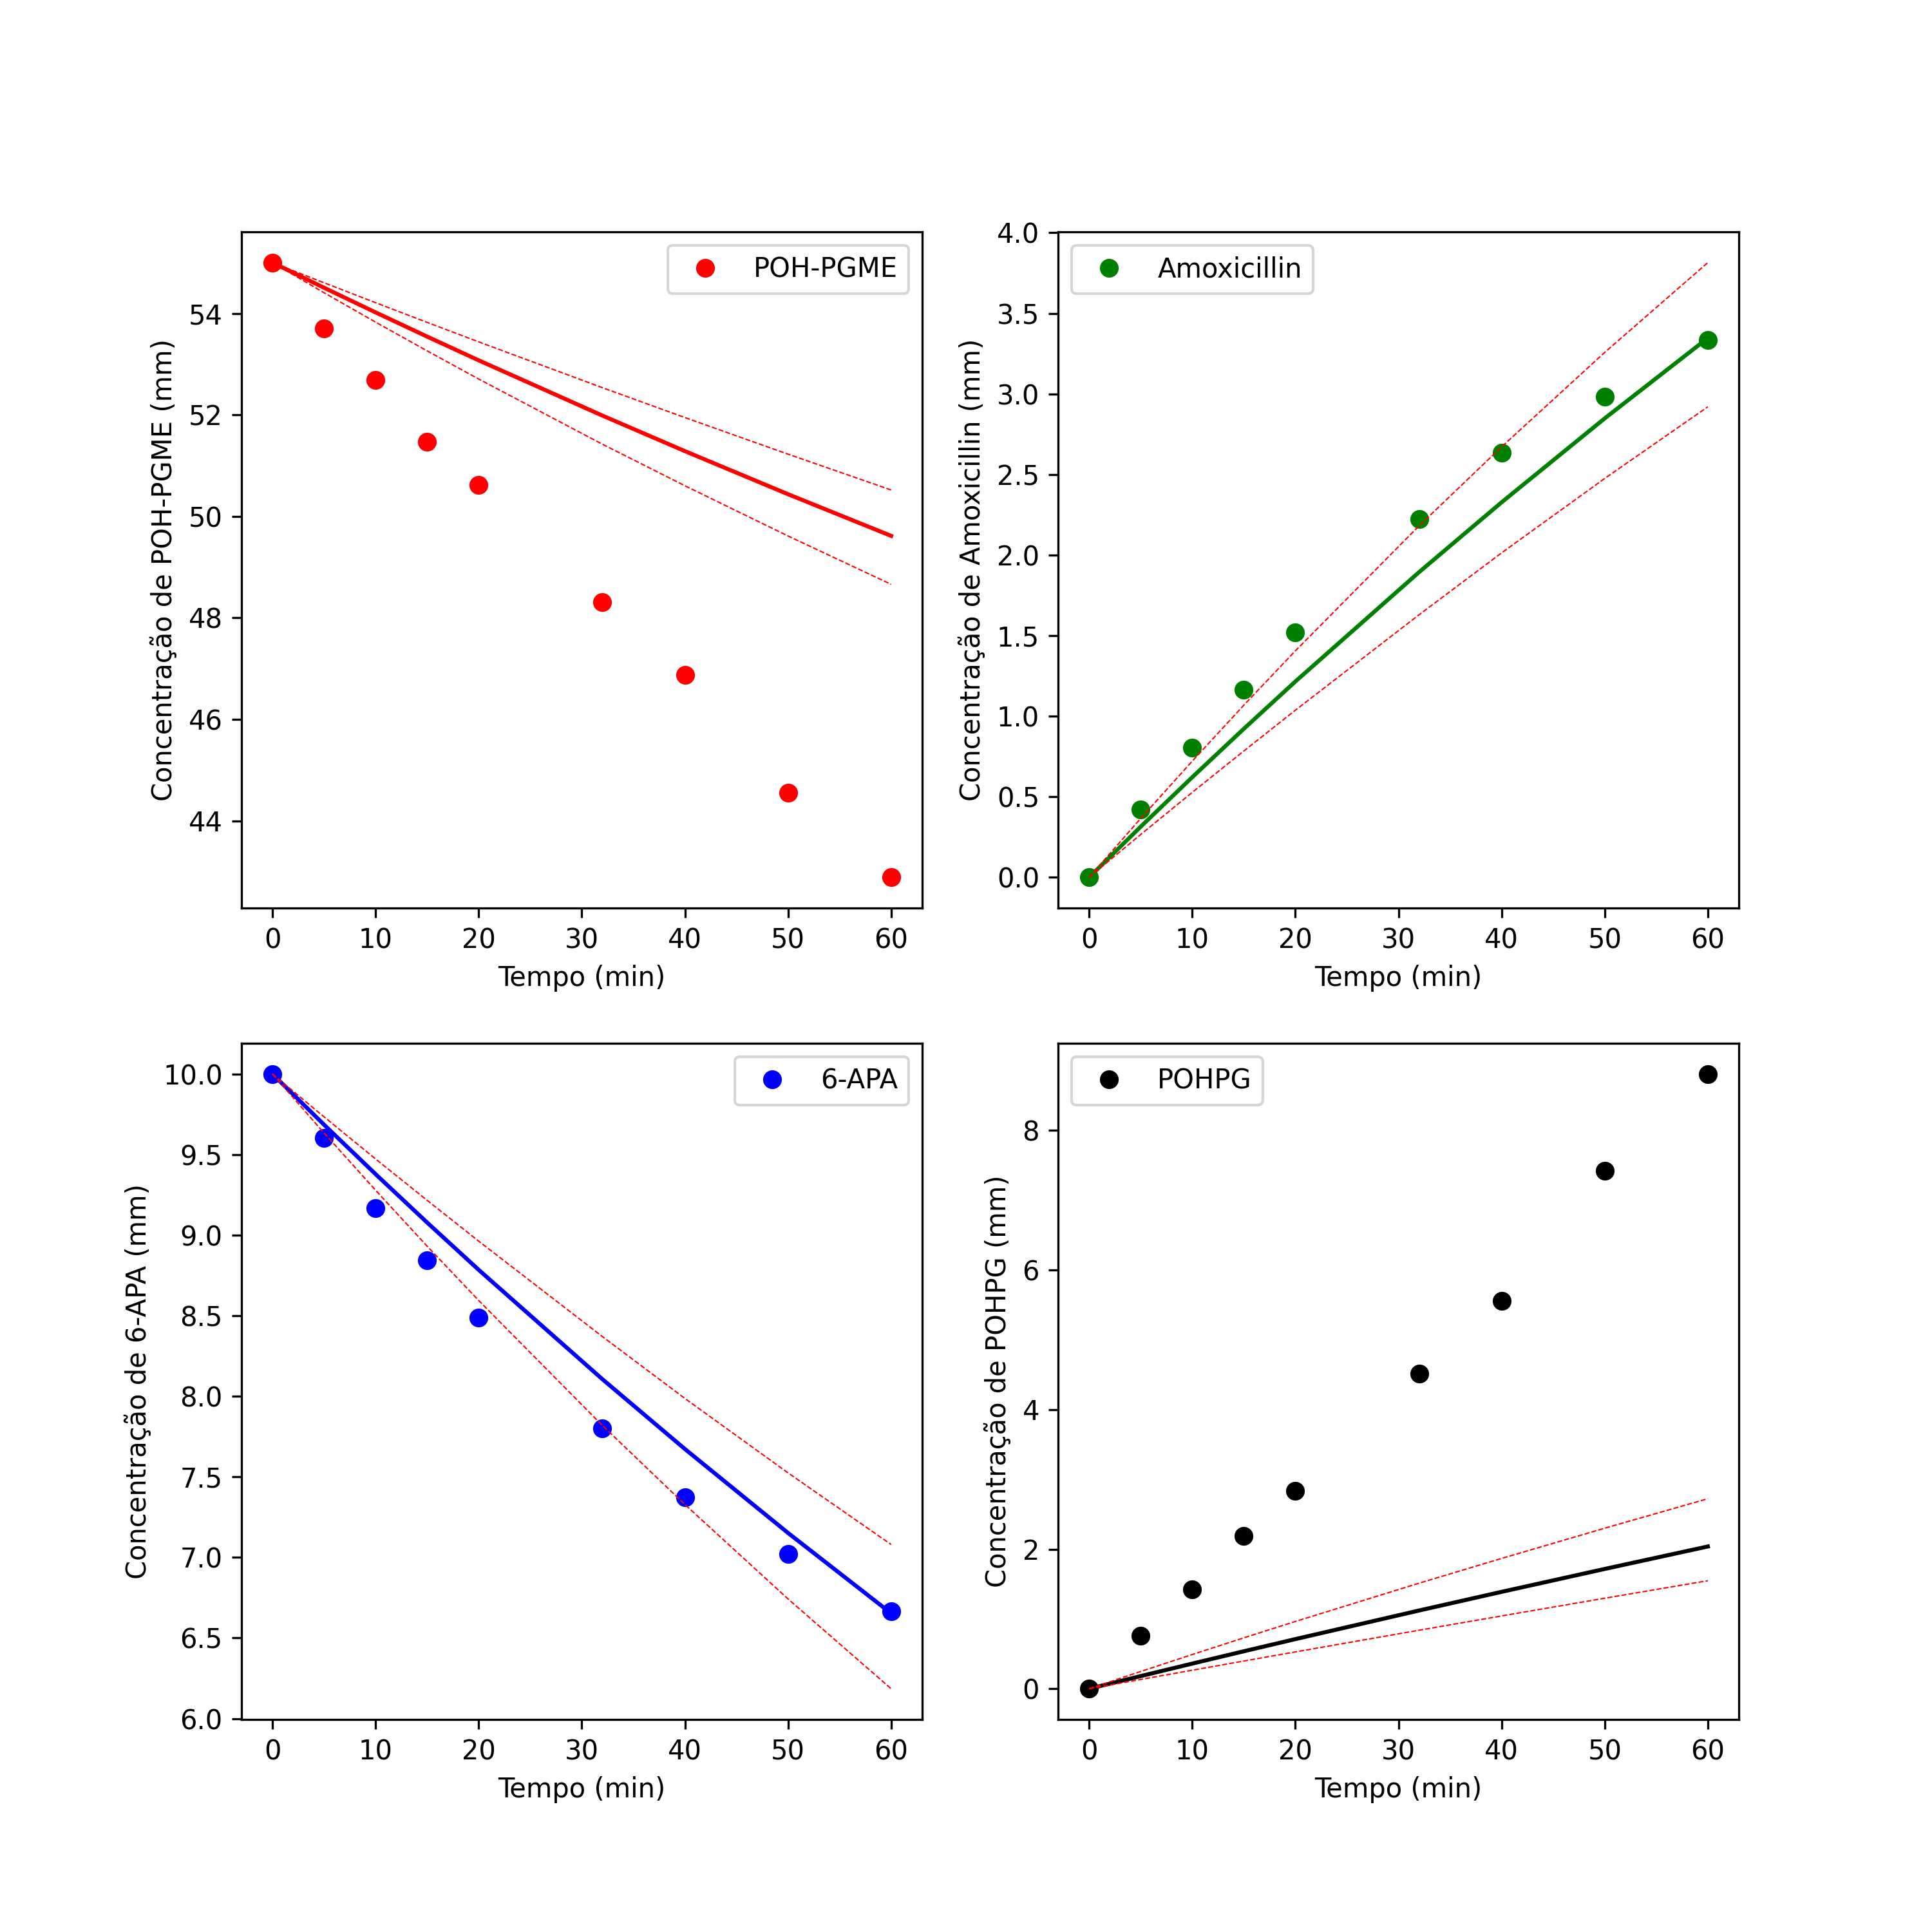 POH-PGME
54
52
50
48
46
44
Concentração de POH-PGME (mm)
0 10 20 30 40 50 60
Tempo (min)
Amoxicillin
4.0
3.5
3.0
2.5
2.0
1.5
1.0
0.5
0.0
Concentração de Amoxicillin (mm)
0 10 20 30 40 50 60
Tempo (min)
6-APA
10.0
9.5
9.0
8.5
8.0
7.5
7.0
6.5
6.0
Concentração de 6-APA (mm)
0 10 20 30 40 50 60
Tempo (min)
POHPG
8
6
4
2
0
Concentração de POHPG (mm)
0 10 20 30 40 50 60
Tempo (min)